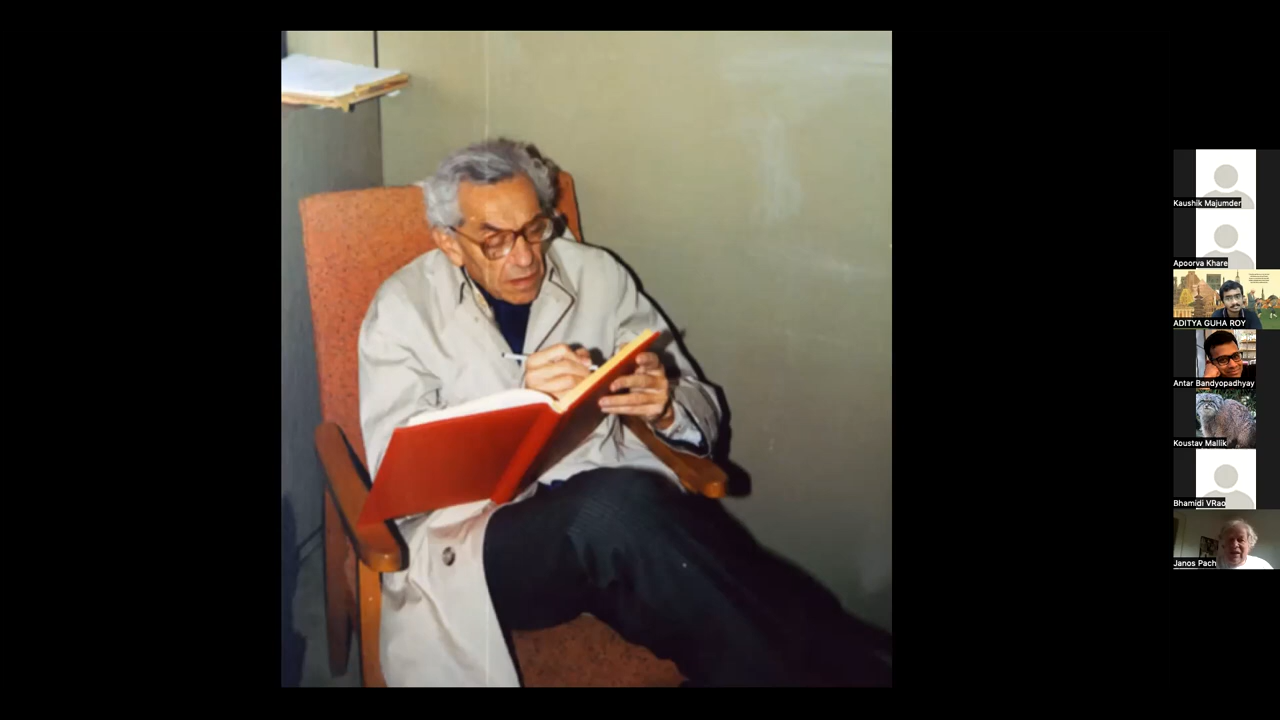 Kaushik Majumder
Apoorva Khare
ADITYA GUHA ROY
Antar Bandyopadhyay
Koustav Mallik
Bhamidi VRao
Janos Pach